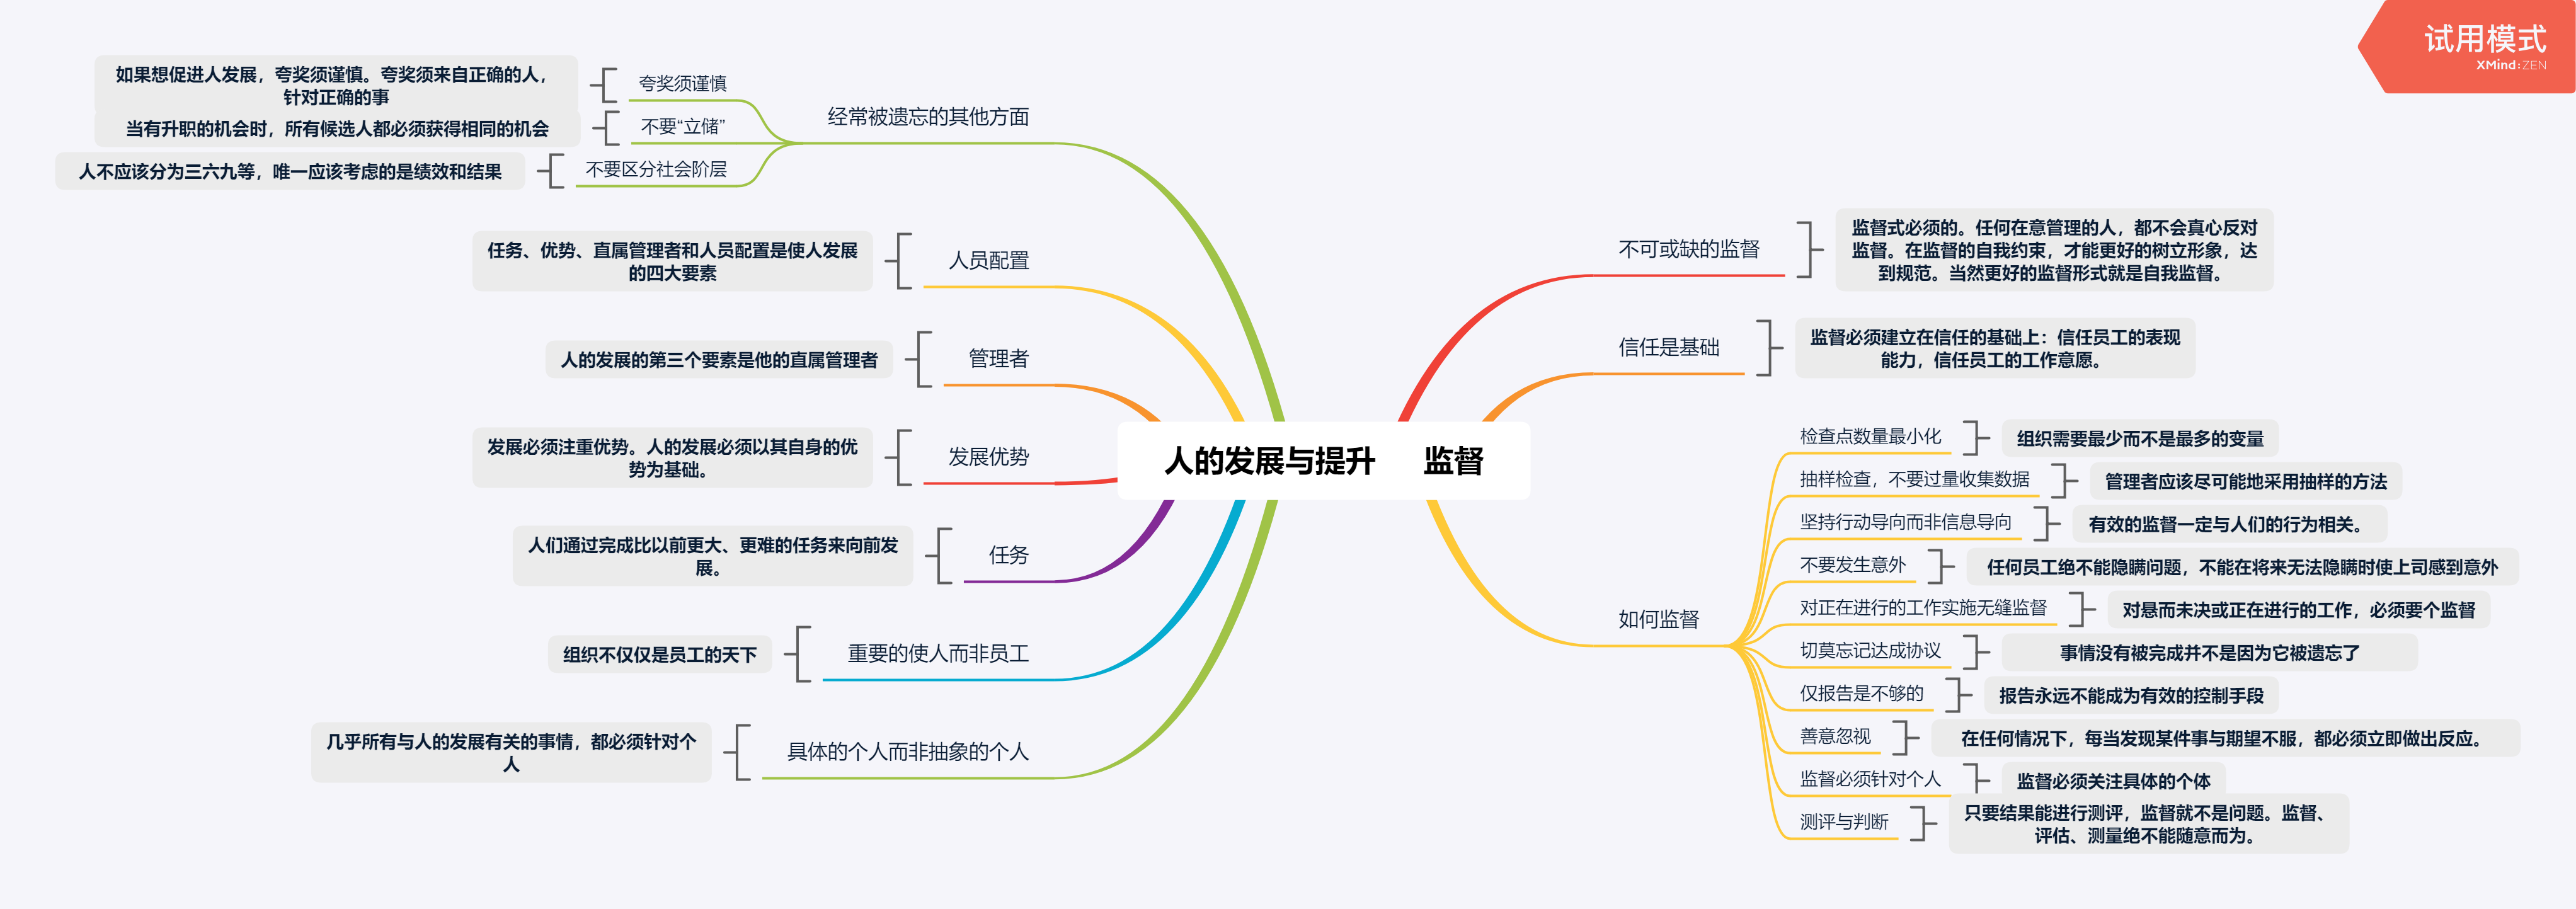 试用模式
XMind:ZEN
人的发展与提升 监督
不可或缺的监督
监督式必须的。任何在意管理的人，都不会真心反对
监督。在监督的自我约束，才能更好的树立形象，达
到规范。当然更好的监督形式就是自我监督。
信任是基础
监督必须建立在信任的基础上：信任员工的表现
能力，信任员工的工作意愿。
如何监督
检查点数量最小化
组织需要最少而不是最多的变量
抽样检查，不要过量收集数据
管理者应该尽可能地采用抽样的方法
坚持行动导向而非信息导向
有效的监督一定与人们的行为相关。
不要发生意外
任何员工绝不能隐瞒问题，不能在将来无法隐瞒时使上司感到意外
对正在进行的工作实施无缝监督
对悬而未决或正在进行的工作，必须要个监督
切莫忘记达成协议
事情没有被完成并不是因为它被遗忘了
仅报告是不够的
报告永远不能成为有效的控制手段
善意忽视
在任何情况下，每当发现某件事与期望不服，都必须立即做出反应。
监督必须针对个人
监督必须关注具体的个体
测评与判断
只要结果能进行测评，监督就不是问题。监督、
评估、测量绝不能随意而为。
经常被遗忘的其他方面
夸奖须谨慎
如果想促进人发展，夸奖须谨慎。夸奖须来自正确的人，
针对正确的事
不要“立储”
当有升职的机会时，所有候选人都必须获得相同的机会
不要区分社会阶层
人不应该分为三六九等，唯一应该考虑的是绩效和结果
人员配置
任务、优势、直属管理者和人员配置是使人发展
的四大要素
管理者
人的发展的第三个要素是他的直属管理者
发展优势
发展必须注重优势。人的发展必须以其自身的优
势为基础。
任务
人们通过完成比以前更大、更难的任务来向前发
展。
重要的使人而非员工
组织不仅仅是员工的天下
具体的个人而非抽象的个人
几乎所有与人的发展有关的事情，都必须针对个
人